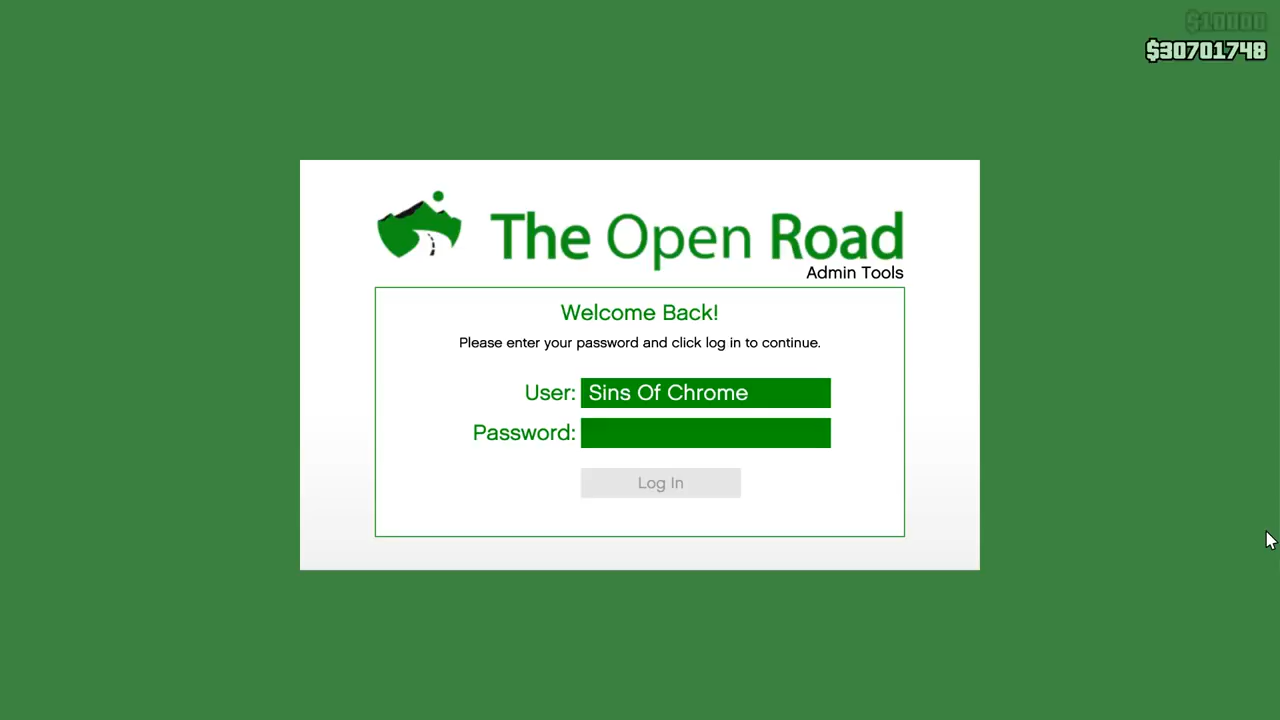 $10000
$30701748
The Open Road
Admin Tools
Welcome Back!
Please enter your password and click log in to continue.
User: Sins Of Chrome
Password:
Log In